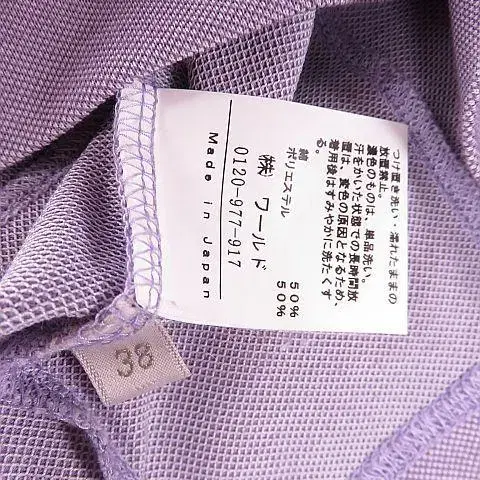 つけ置き洗い・濡れたままの
放置禁止。
濃色のものは、単品洗い。
汗をかいた状態での長時間放
置は、変色の原因となるため、
着用後はすみやかに洗たくす
る。
綿 50%
ポリエステル 50%
㈱ ワールド
0120-977-917
Made in Japan
38